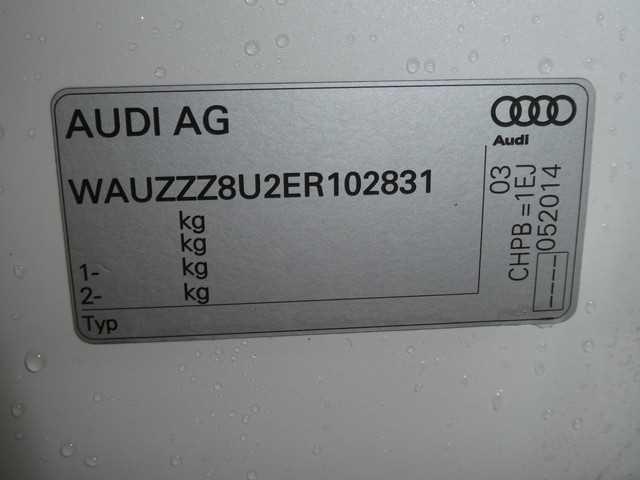 AUDI AG
Audi
WAUZZZ8U2ER102831
kg
kg
1- kg
2- kg
Typ
03
CHPB =1EJ
----052014